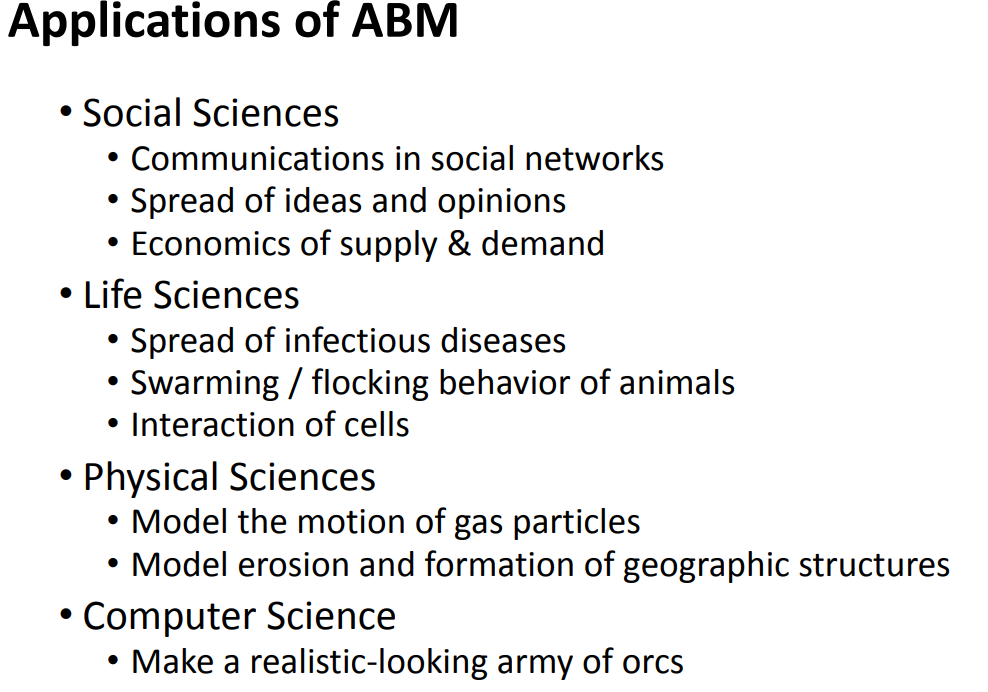 Applications of ABM
• Social Sciences
• Communications in social networks
• Spread of ideas and opinions
• Economics of supply & demand
• Life Sciences
• Spread of infectious diseases
• Swarming / flocking behavior of animals
• Interaction of cells
• Physical Sciences
• Model the motion of gas particles
• Model erosion and formation of geographic structures
• Computer Science
• Make a realistic-looking army of orcs